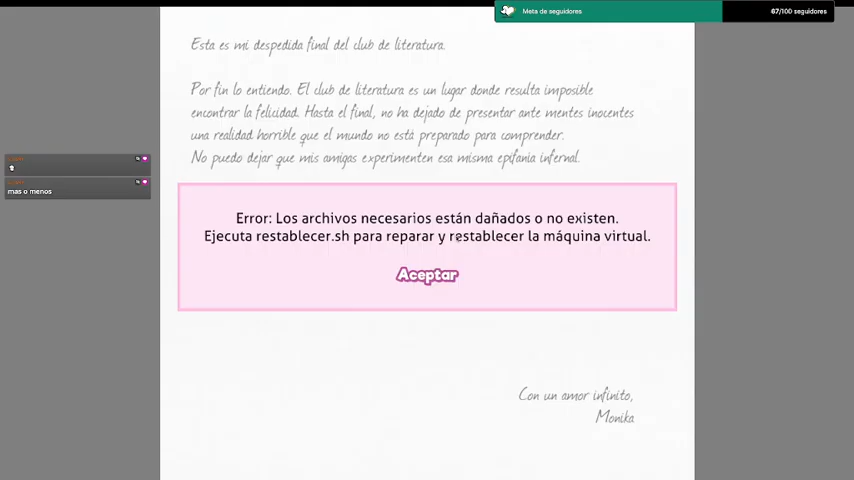 Meta de seguidores
67/100 seguidores
Esta es mi despedida final del club de literatura.
Por fin lo entiendo. El club de literatura es un lugar donde resulta imposible
encontrar la felicidad. Hasta el final, no ha dejado de presentar ante mentes inocentes
una realidad horrible que el mundo no está preparado para comprender.
No puedo dejar que mis amigas experimenten esa misma epifanía infernal.
mas o menos
Error: Los archivos necesarios están dañados o no existen.
Ejecuta restablecer.sh para reparar y restablecer la máquina virtual.
Aceptar
Con un amor infinito,
Monika